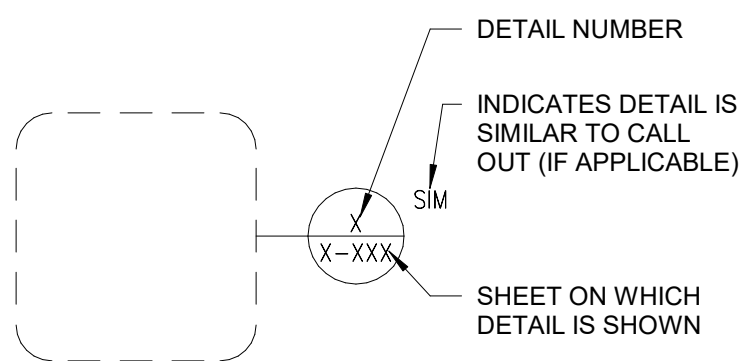 DETAIL NUMBER
INDICATES DETAIL IS
SIMILAR TO CALL
OUT (IF APPLICABLE)
SIM
X
X-XXX
SHEET ON WHICH
DETAIL IS SHOWN